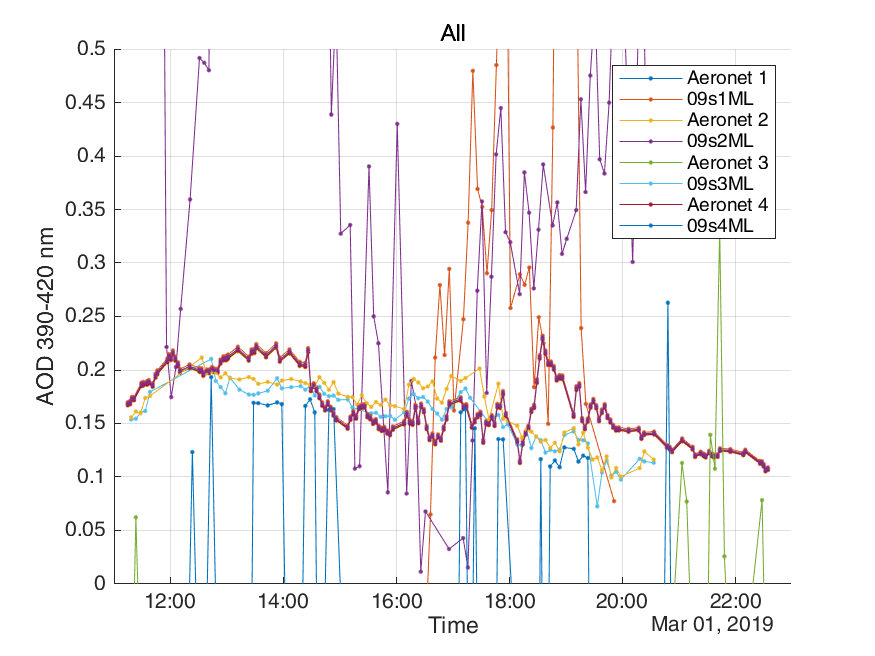 All
0.5
0.45
0.4
0.35
0.3
0.25
0.2
0.15
0.1
0.05
0
AOD 390-420 nm
Aeronet 1
09s1ML
Aeronet 2
09s2ML
Aeronet 3
09s3ML
Aeronet 4
09s4ML
12:00 14:00 16:00 18:00 20:00 22:00
Time
Mar 01, 2019